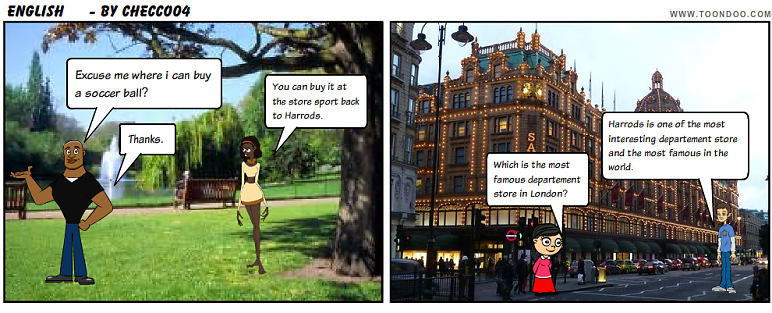 ENGLISH - BY CHECCO04
WWW.TOONDOO.COM
Excuse me where i can buy
a soccer ball?
You can buy it at
the store sport back
to Harrods.
Thanks.
Which is the most
famous departement
store in London?
Harrods is one of the most
interesting departement store
and the most famous in the
world.
SA